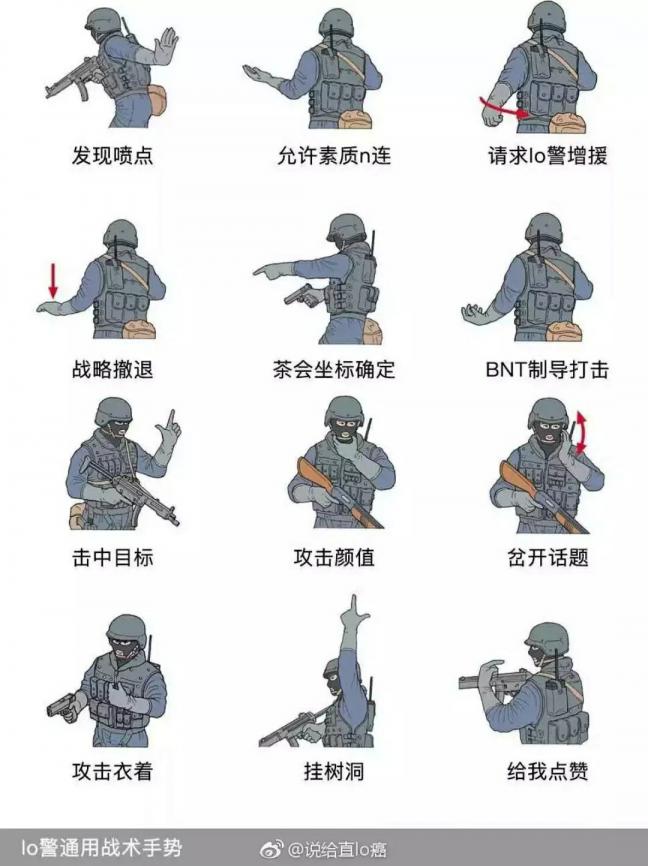 发现喷点
允许素质n连
请求lo警增援
战略撤退
茶会坐标确定
BNT制导打击
击中目标
攻击颜值
岔开话题
攻击衣着
挂树洞
给我点赞
lo警通用战术手势
@说给直lo癌